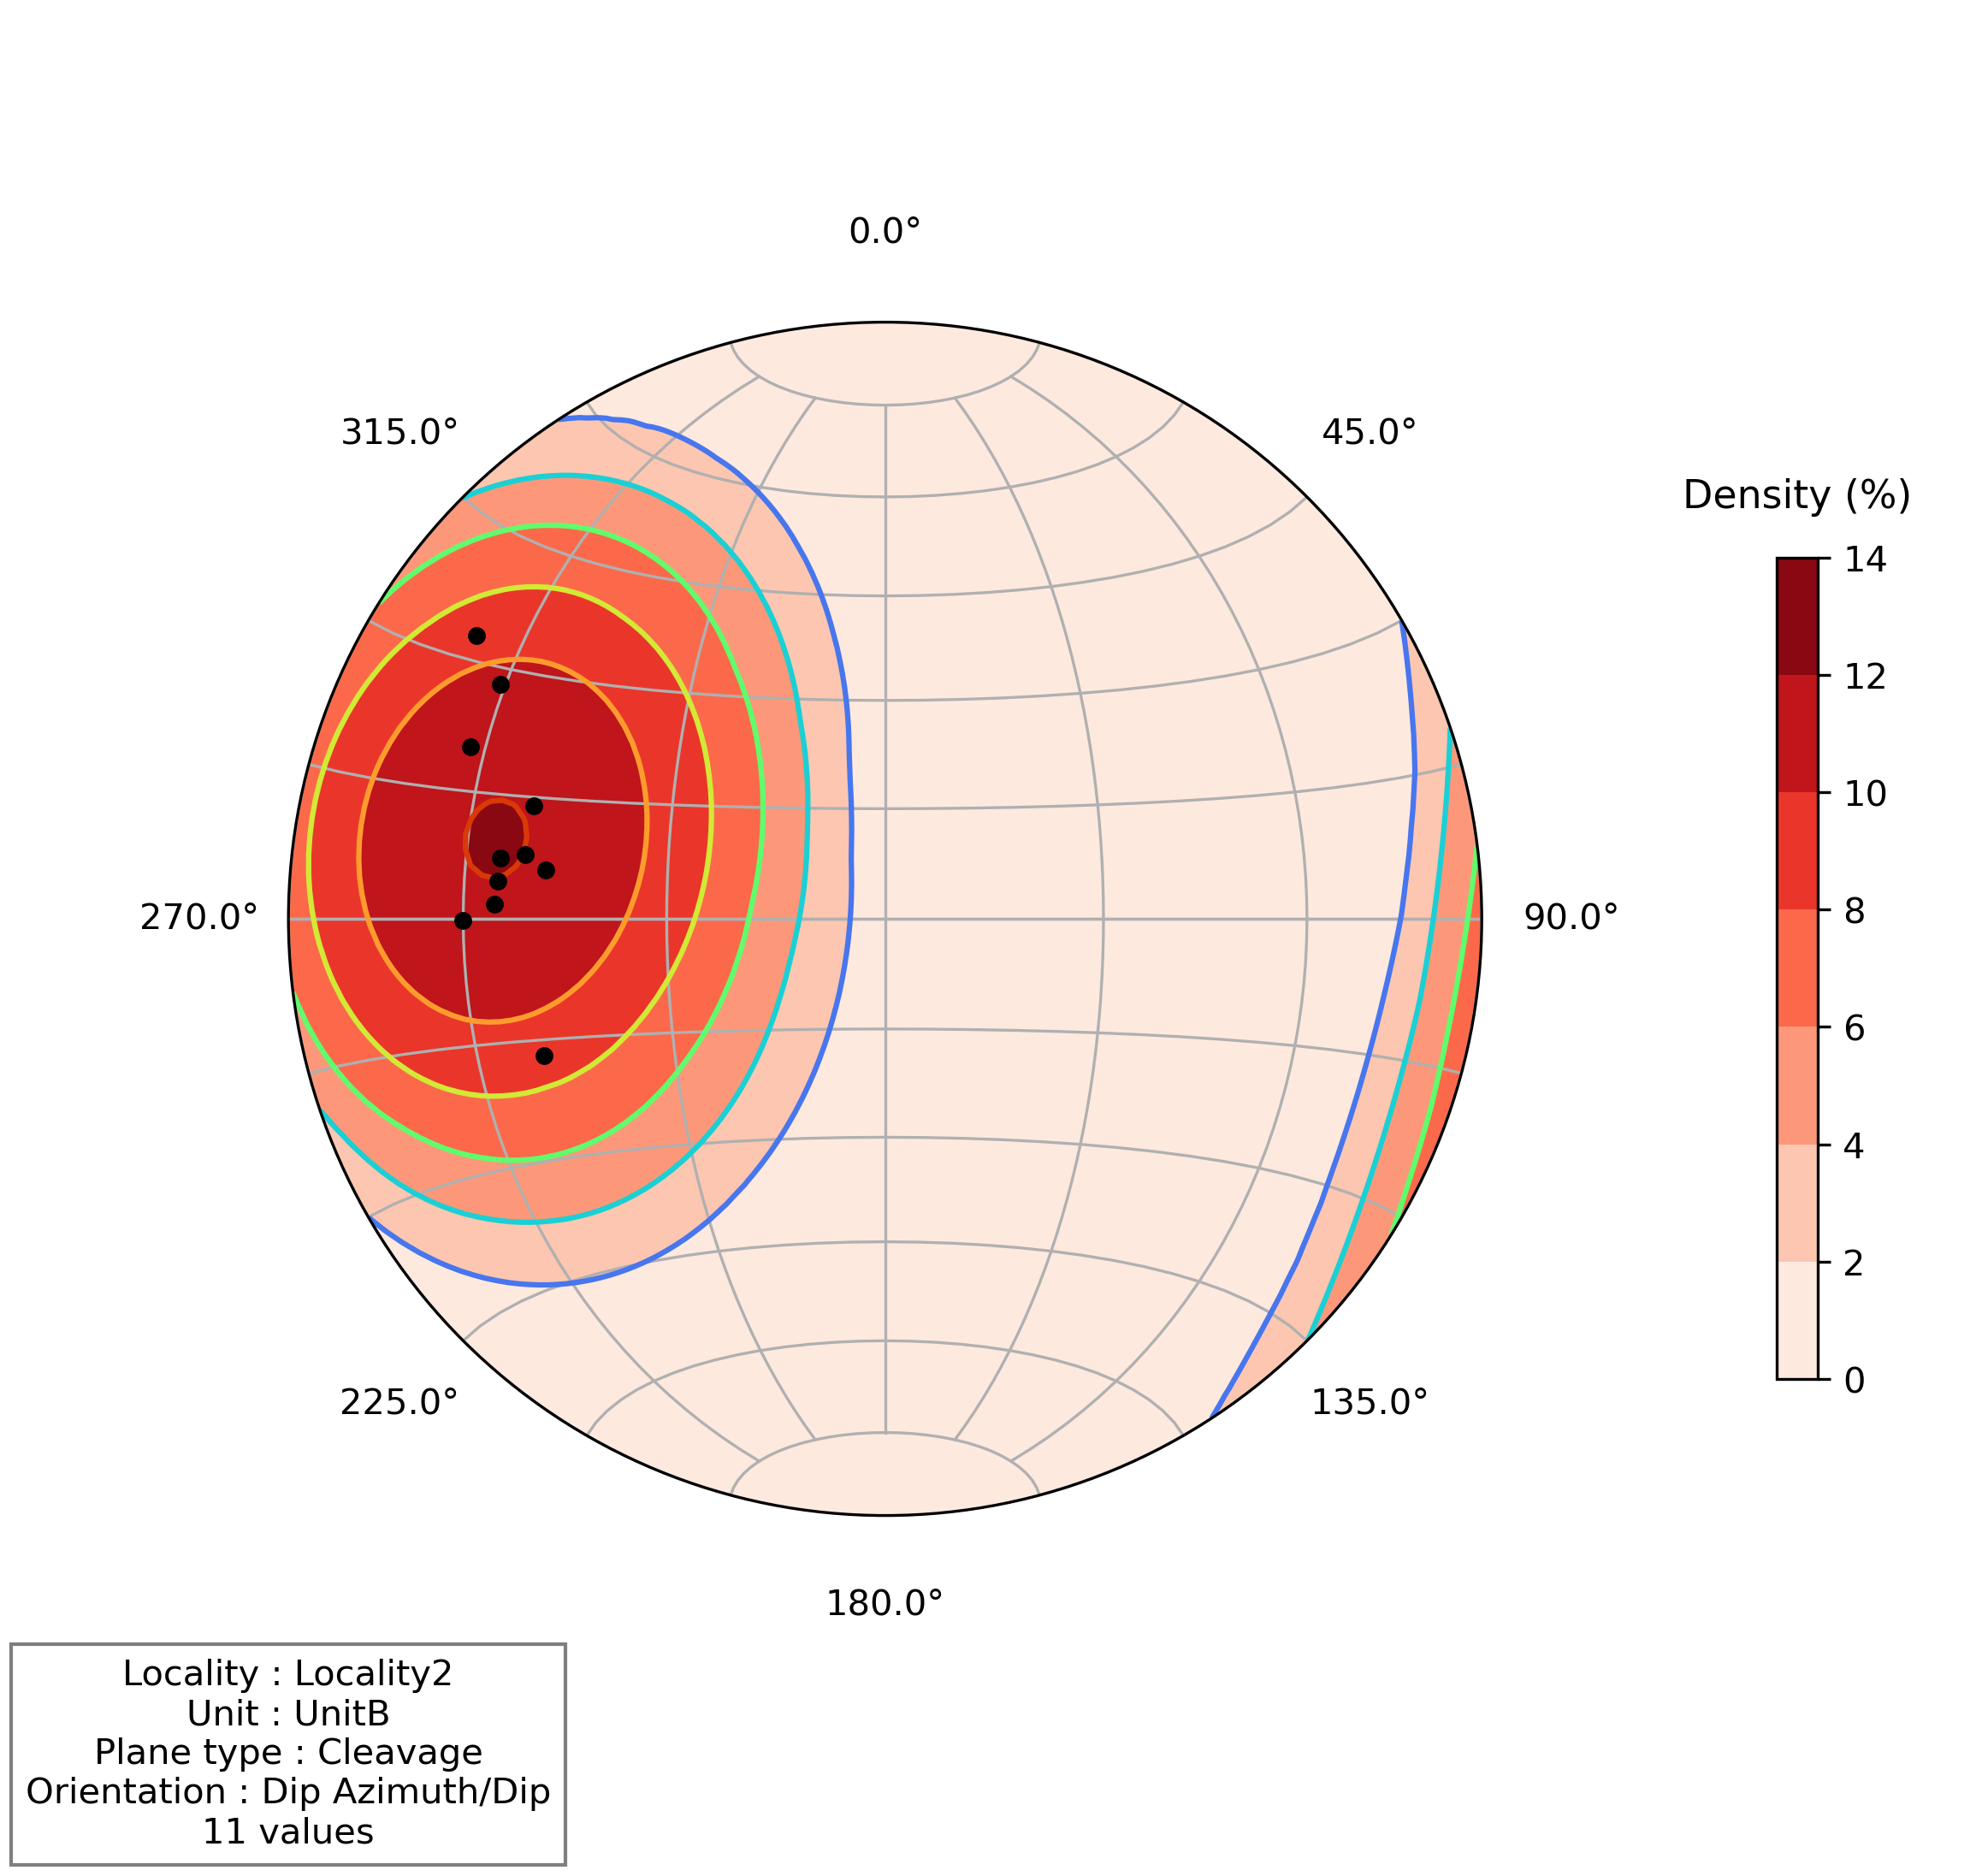 0.0°
315.0°
45.0°
Density (%)
14
12
10
270.0°
90.0°
8
6
4
2
0
225.0°
135.0°
180.0°
Locality : Locality2
Unit : UnitB
Plane type : Cleavage
Orientation : Dip Azimuth/Dip
11 values